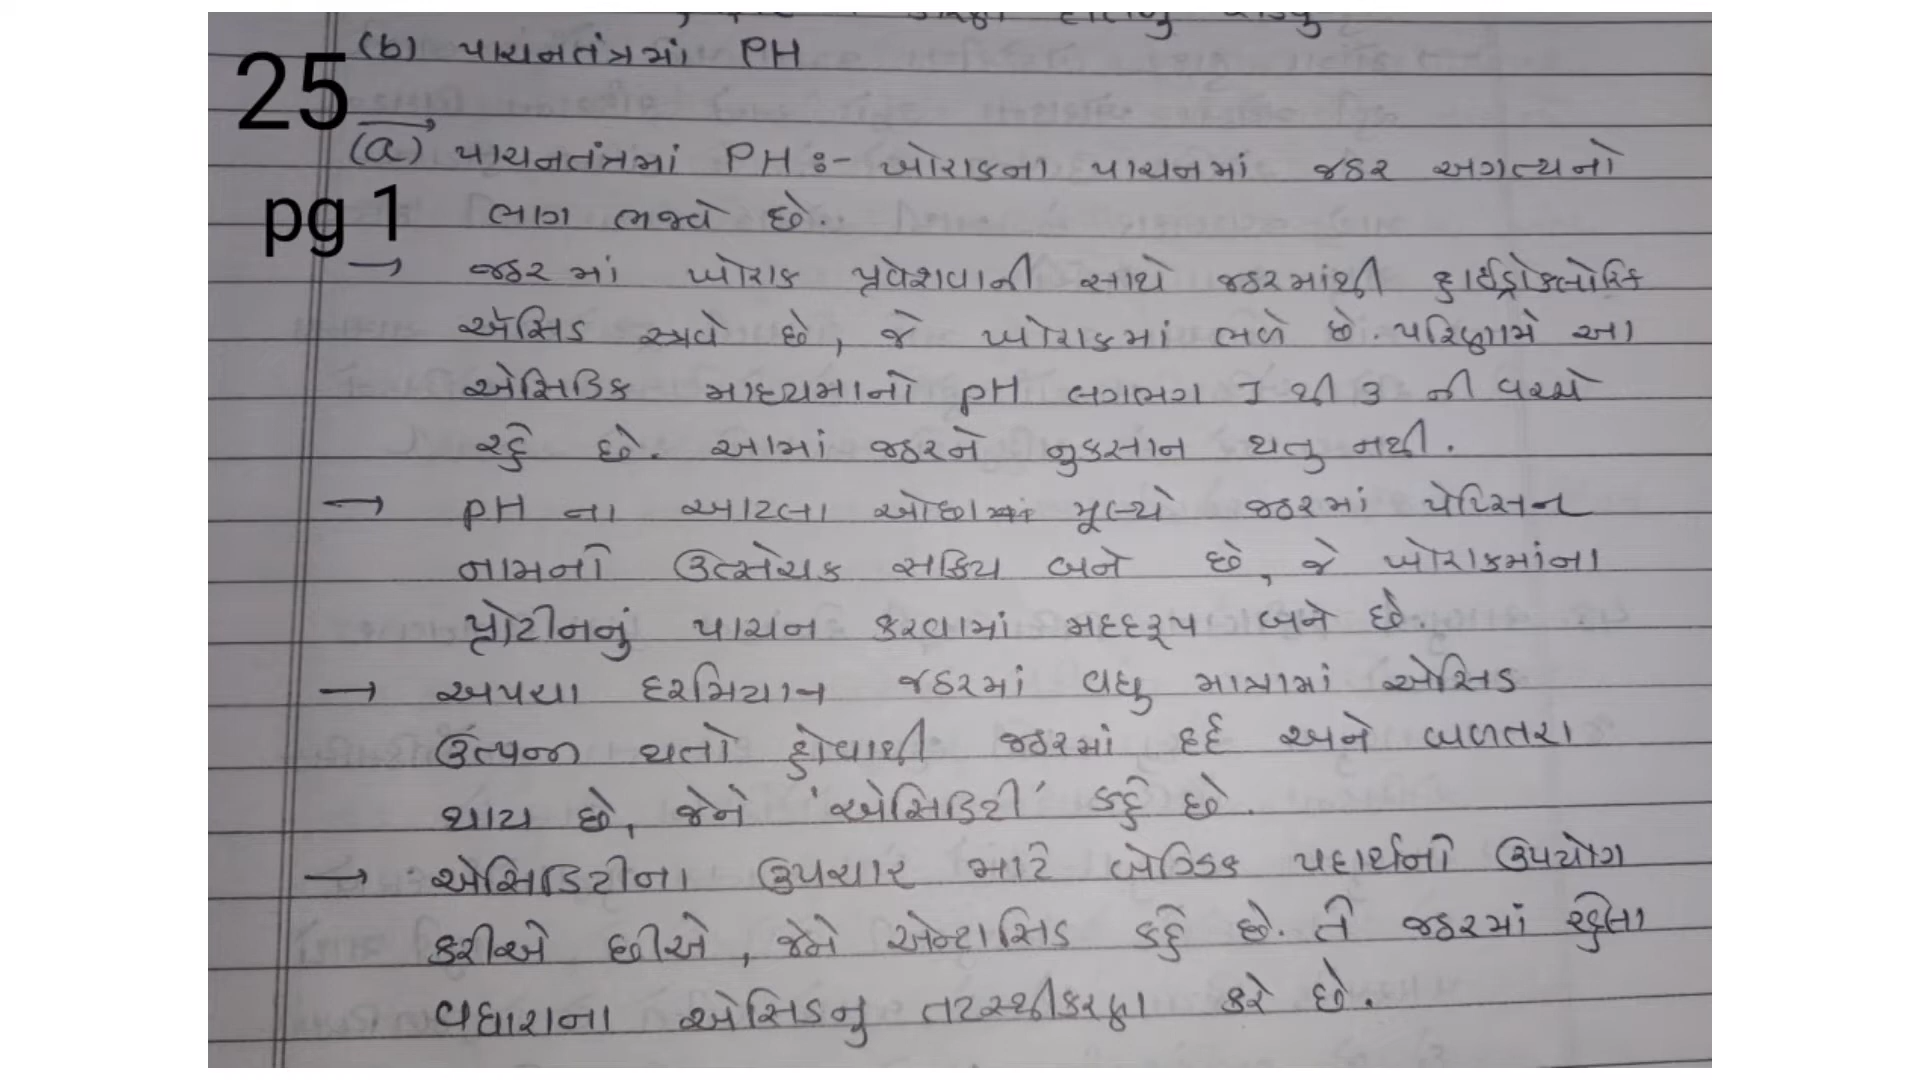 (b) પાચનતંત્રમાં PH
25
(a) પાચનતંત્રમાં PH :- ખોરાકના પાચનમાં જઠર અગત્યનો
pg 1
ભાગ ભજવે છે.
→ જઠરમાં ખોરાક પ્રવેશવાની સાથે જઠરમાંથી હાઈડ્રોક્લોરિક
ઍસિડ સ્ત્રવે છે, જે ખોરાકમાં ભળે છે. પરિણામે આ
એસિડિક માધ્યમાનો pH લગભગ 1 થી 3 ની વચ્ચે
રહે છે. આમાં જઠરને નુકસાન થતુ નથી.
→ pH ના આટલા ઓછા મૂલ્યે જઠરમાં પેપ્સિન
નામનો ઉત્સેચક સક્રિય બને છે, જે ખોરાકમાંના
પ્રોટીનનું પાચન કરવામાં મદદરૂપ બને છે.
→ અપચા દરમિયાન જઠરમાં વધુ માત્રામાં એસિડ
ઉત્પન્ન થતો હોવાથી જઠરમાં દર્દ અને બળતરા
થાય છે, જેને 'એસિડિટી' કહે છે.
→ એસિડિટીના ઉપચાર માટે બેઝિક પદાર્થનો ઉપયોગ
કરીએ છીએ, જેને એન્ટાસિડ કહે છે. તે જઠરમાં રહેલા
વધારાના એસિડનુ તટસ્થીકરણ કરે છે.